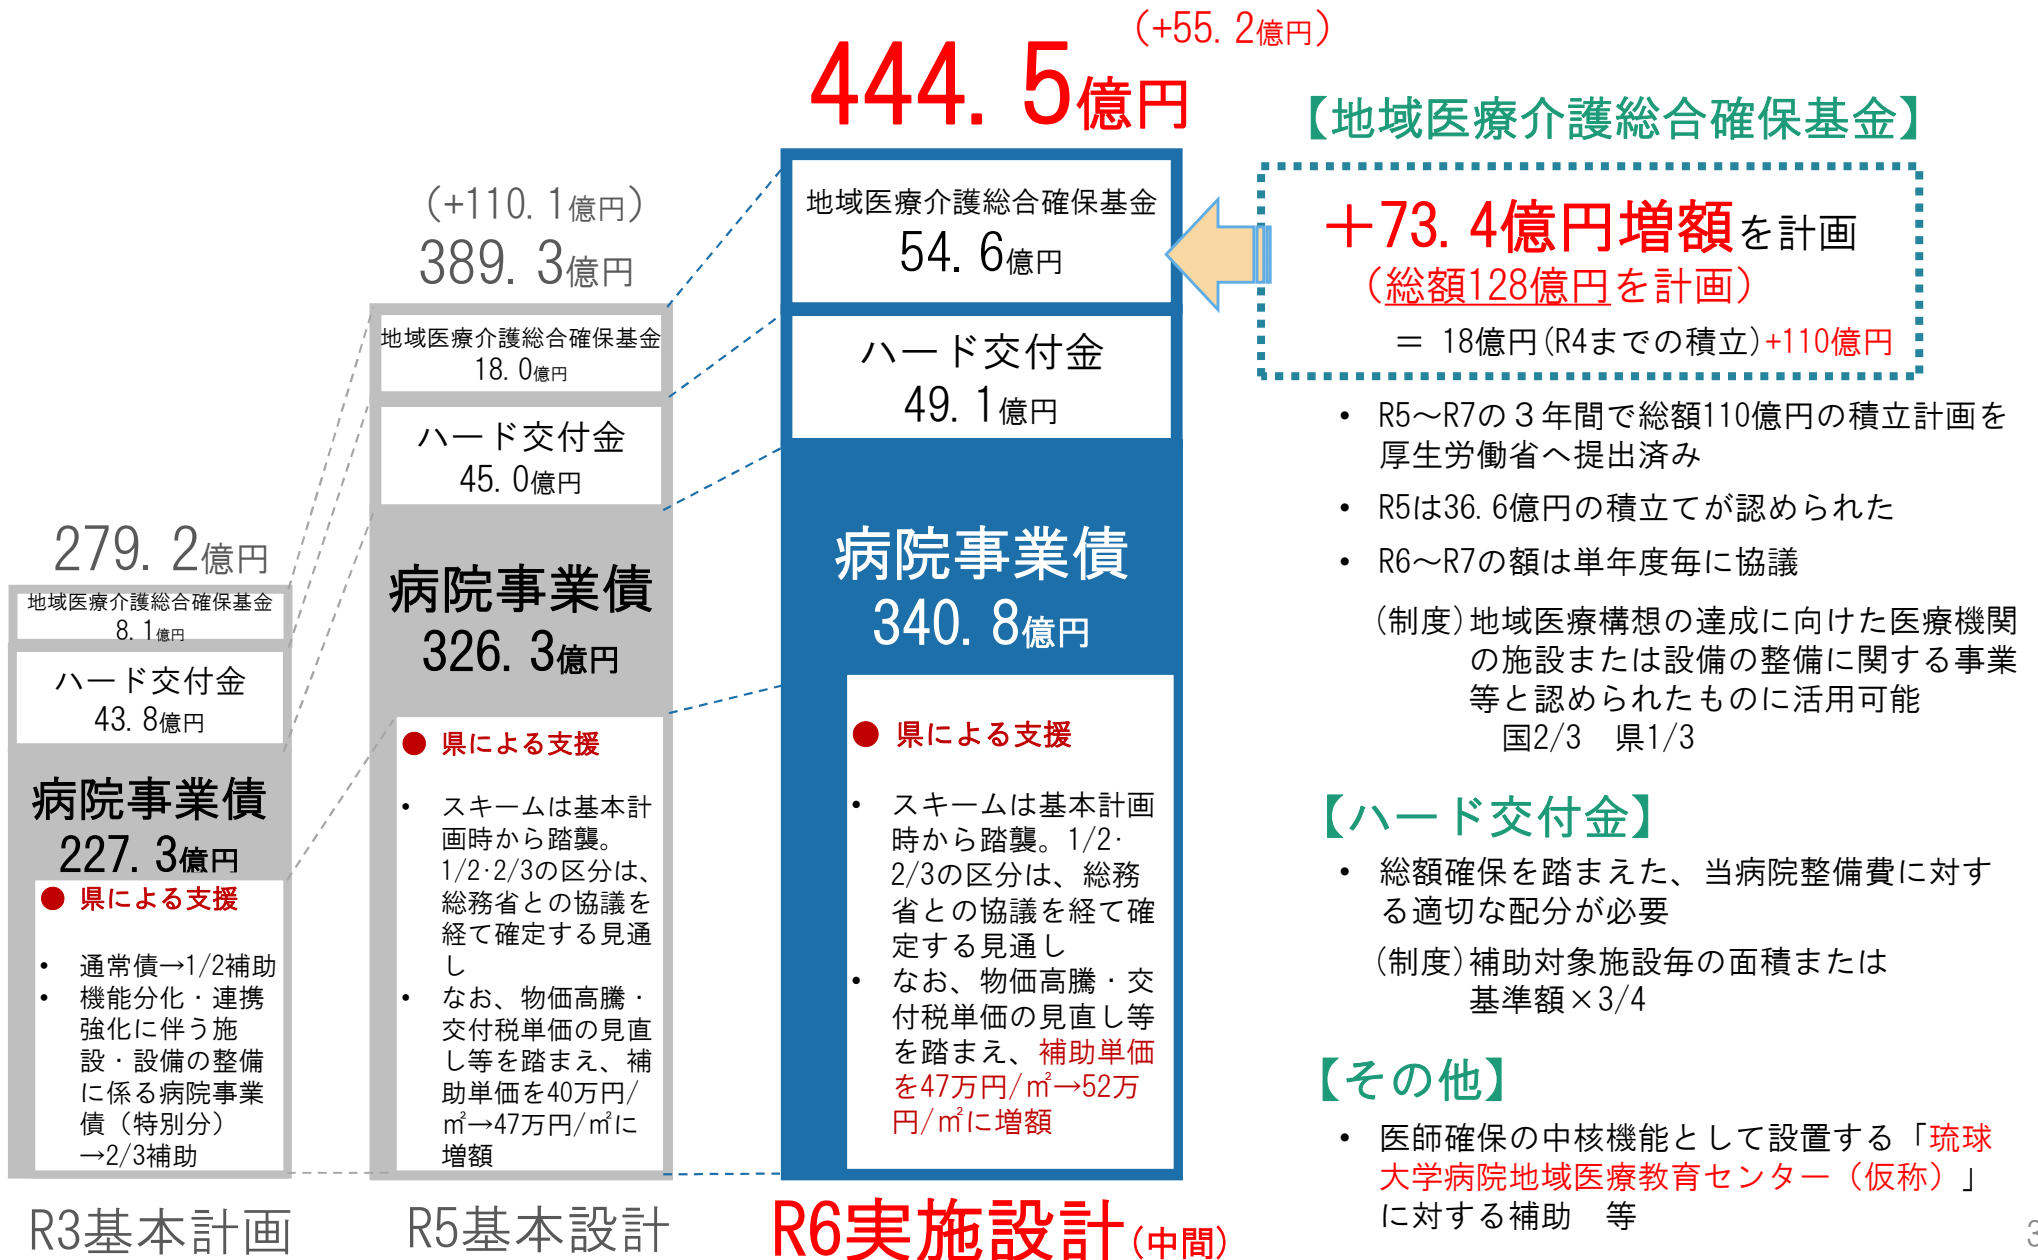 279.2億円
地域医療介護総合確保基金
8.1億円
ハード交付金
43.8億円
病院事業債
227.3億円
● 県による支援
• 通常債→1/2補助
• 機能分化・連携
強化に伴う施
設・設備の整備
に係る病院事業
債（特別分）
→2/3補助
R3基本計画
(+110.1億円)
389.3億円
地域医療介護総合確保基金
18.0億円
ハード交付金
45.0億円
病院事業債
326.3億円
● 県による支援
• スキームは基本計
画時から踏襲。
1/2･2/3の区分は、
総務省との協議を
経て確定する見通
し
• なお、物価高騰・
交付税単価の見直
し等を踏まえ、補
助単価を40万円/
㎡→47万円/㎡に
増額
R5基本設計
(+55.2億円)
444.5億円
地域医療介護総合確保基金
54.6億円
ハード交付金
49.1億円
病院事業債
340.8億円
● 県による支援
• スキームは基本計画
時から踏襲。1/2･
2/3の区分は、総務
省との協議を経て確
定する見通し
• なお、物価高騰・交
付税単価の見直し等
を踏まえ、補助単価
を47万円/㎡→52万
円/㎡に増額
R6実施設計(中間)
【地域医療介護総合確保基金】
＋73.4億円増額を計画
（総額128億円を計画）
＝ 18億円(R4までの積立)+110億円
• R5～R7の３年間で総額110億円の積立計画を
厚生労働省へ提出済み
• R5は36.6億円の積立てが認められた
• R6～R7の額は単年度毎に協議
(制度)地域医療構想の達成に向けた医療機関
の施設または設備の整備に関する事業
等と認められたものに活用可能
国2/3　県1/3
【ハード交付金】
• 総額確保を踏まえた、当病院整備費に対す
る適切な配分が必要
(制度)補助対象施設毎の面積または
基準額×3/4
【その他】
• 医師確保の中核機能として設置する「琉球
大学病院地域医療教育センター（仮称）」
に対する補助　等